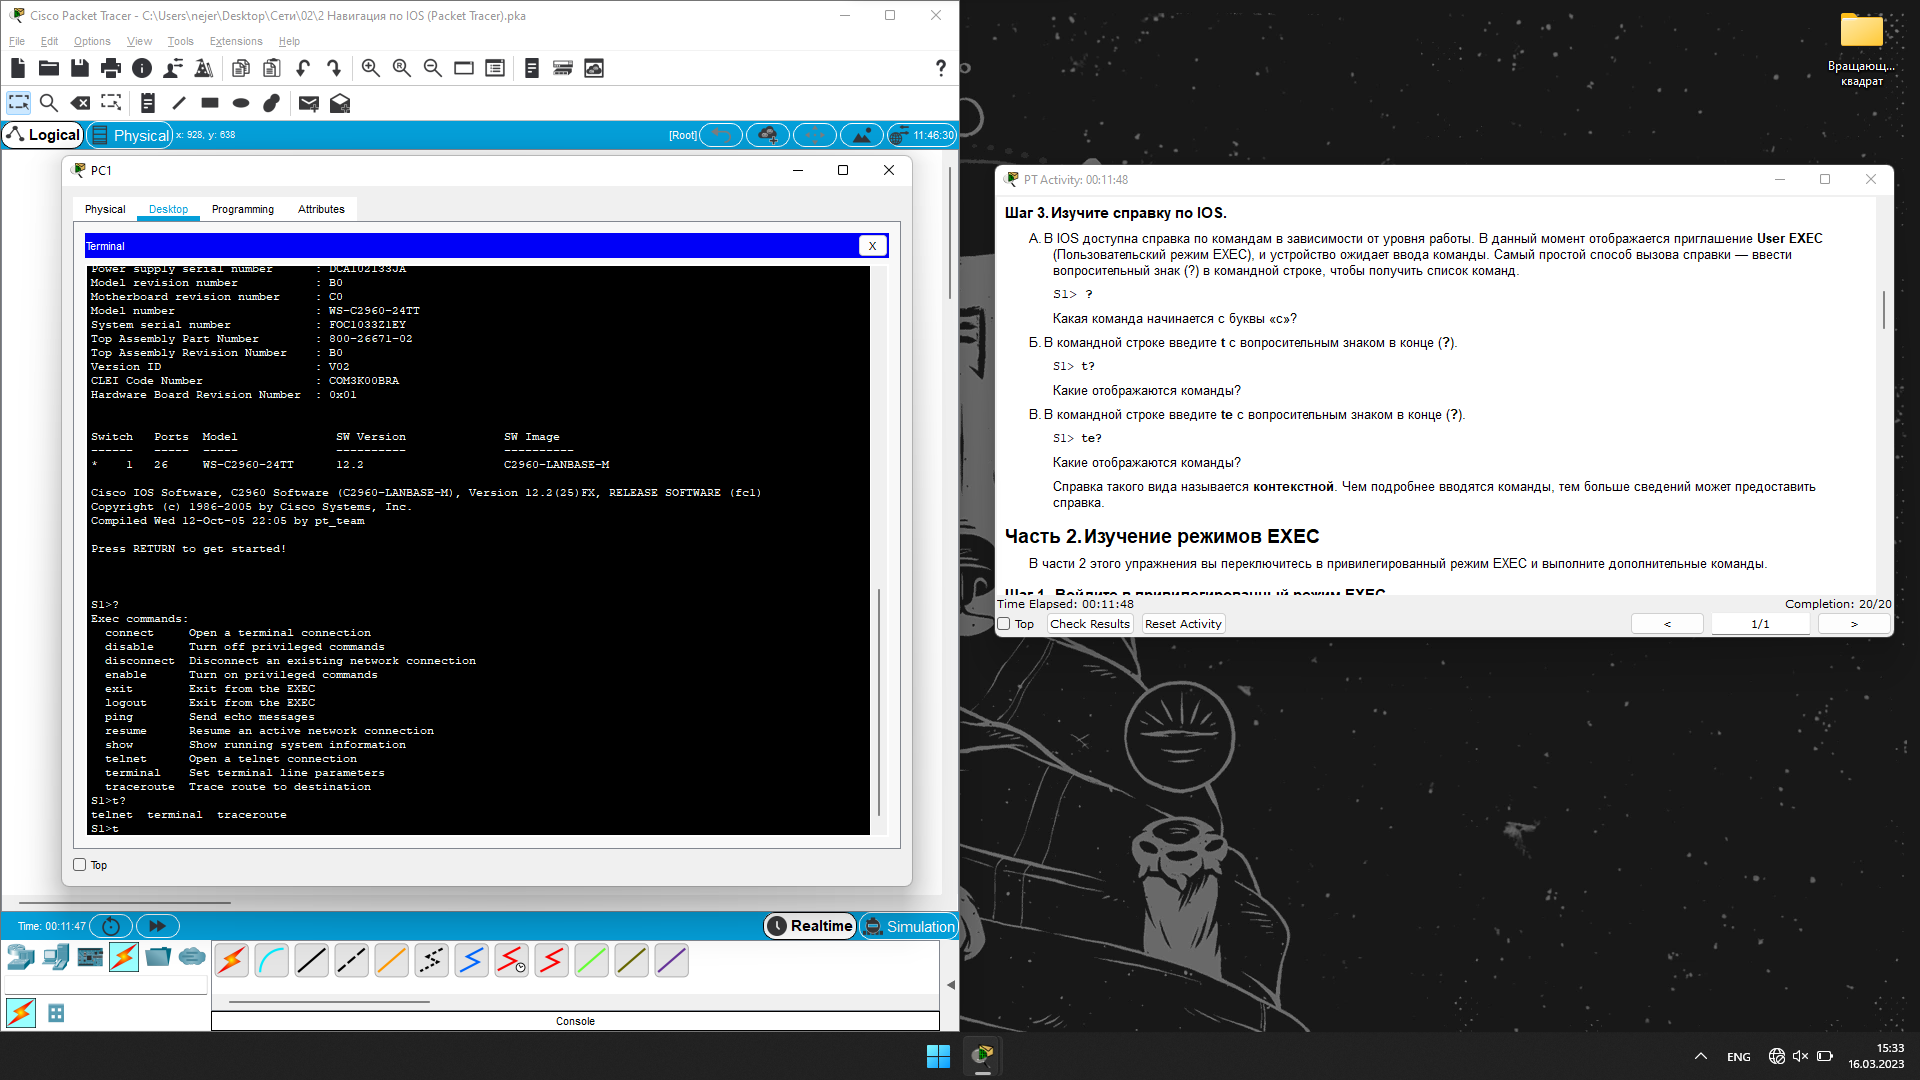 Cisco Packet Tracer - C:\Users\nejer\Desktop\Сети\02\2 Навигация по IOS (Packet Tracer).pka
File Edit Options View Tools Extensions Help
Logical Physical x: 928, y: 638 [Root] 11:46:30
PC1
Physical Desktop Programming Attributes
Terminal X
Power supply serial number : DCA102133JA
Model revision number : B0
Motherboard revision number : C0
Model number : WS-C2960-24TT
System serial number : FOC1033Z1EY
Top Assembly Part Number : 800-26671-02
Top Assembly Revision Number : B0
Version ID : V02
CLEI Code Number : COM3K00BRA
Hardware Board Revision Number : 0x01
Switch Ports Model SW Version SW Image
------ ----- ----- ---------- ----------
* 1 26 WS-C2960-24TT 12.2 C2960-LANBASE-M
Cisco IOS Software, C2960 Software (C2960-LANBASE-M), Version 12.2(25)FX, RELEASE SOFTWARE (fc1)
Copyright (c) 1986-2005 by Cisco Systems, Inc.
Compiled Wed 12-Oct-05 22:05 by pt_team
Press RETURN to get started!
S1>?
Exec commands:
connect Open a terminal connection
disable Turn off privileged commands
disconnect Disconnect an existing network connection
enable Turn on privileged commands
exit Exit from the EXEC
logout Exit from the EXEC
ping Send echo messages
resume Resume an active network connection
show Show running system information
telnet Open a telnet connection
terminal Set terminal line parameters
traceroute Trace route to destination
S1>t?
telnet terminal traceroute
S1>t
Top
Time: 00:11:47 Realtime Simulation
Console
Вращающ...
квадрат
PT Activity: 00:11:48
Шаг 3. Изучите справку по IOS.
А. В IOS доступна справка по командам в зависимости от уровня работы. В данный момент отображается приглашение User EXEC
(Пользовательский режим EXEC), и устройство ожидает ввода команды. Самый простой способ вызова справки — ввести
вопросительный знак (?) в командной строке, чтобы получить список команд.
S1> ?
Какая команда начинается с буквы «c»?
Б. В командной строке введите t с вопросительным знаком в конце (?).
S1> t?
Какие отображаются команды?
В. В командной строке введите te с вопросительным знаком в конце (?).
S1> te?
Какие отображаются команды?
Справка такого вида называется контекстной. Чем подробнее вводятся команды, тем больше сведений может предоставить
справка.
Часть 2. Изучение режимов EXEC
В части 2 этого упражнения вы переключитесь в привилегированный режим EXEC и выполните дополнительные команды.
Шаг 1. Войдите в привилегированный режим EXEC
Time Elapsed: 00:11:48 Completion: 20/20
Top Check Results Reset Activity < 1/1 >
ENG 15:33
16.03.2023